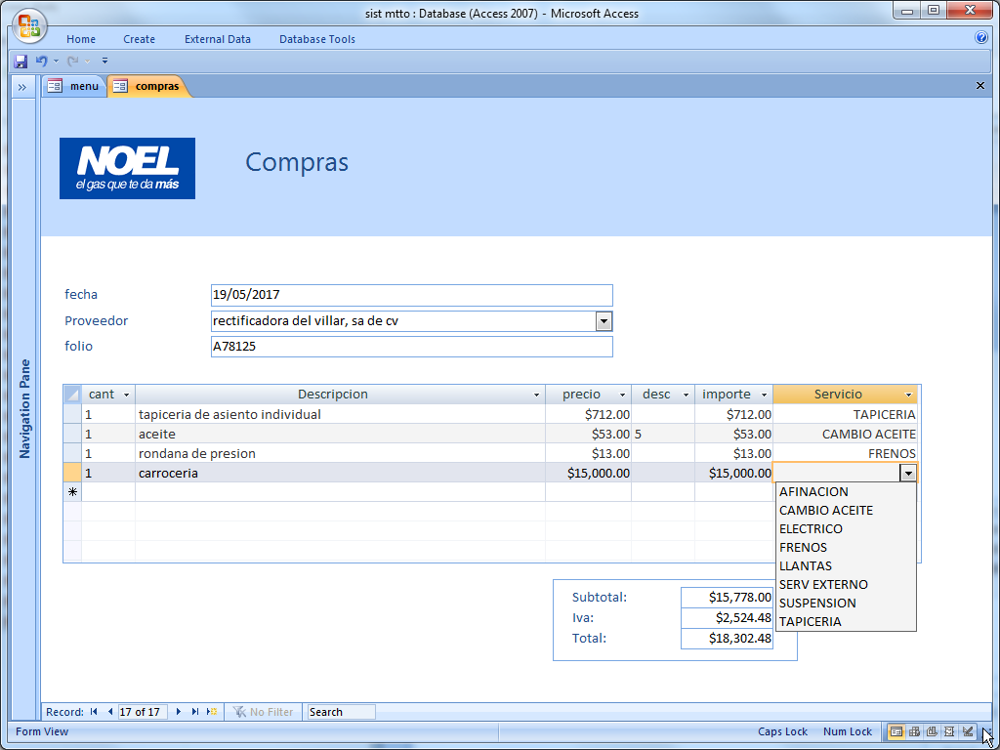 sist mtto : Database (Access 2007) - Microsoft Access
Home Create External Data Database Tools
menu compras
NOEL
el gas que te da más
Compras
fecha 19/05/2017
Proveedor rectificadora del villar, sa de cv
folio A78125
cant Descripcion precio desc importe Servicio
1 tapiceria de asiento individual $712.00 $712.00 TAPICERIA
1 aceite $53.00 5 $53.00 CAMBIO ACEITE
1 rondana de presion $13.00 $13.00 FRENOS
1 carroceria $15,000.00 $15,000.00
AFINACION
CAMBIO ACEITE
ELECTRICO
FRENOS
LLANTAS
SERV EXTERNO
SUSPENSION
TAPICERIA
Subtotal: $15,778.00
Iva: $2,524.48
Total: $18,302.48
Navigation Pane
Record: 17 of 17 No Filter Search
Form View Caps Lock Num Lock